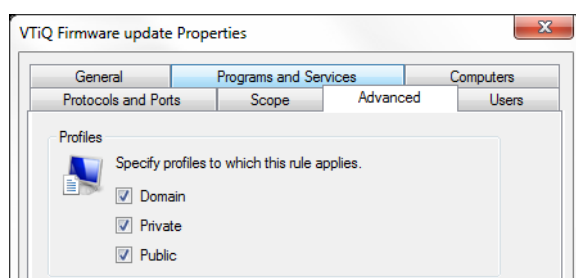 VTiQ Firmware update Properties
General Programs and Services Computers
Protocols and Ports Scope Advanced Users
Profiles
Specify profiles to which this rule applies.
Domain
Private
Public